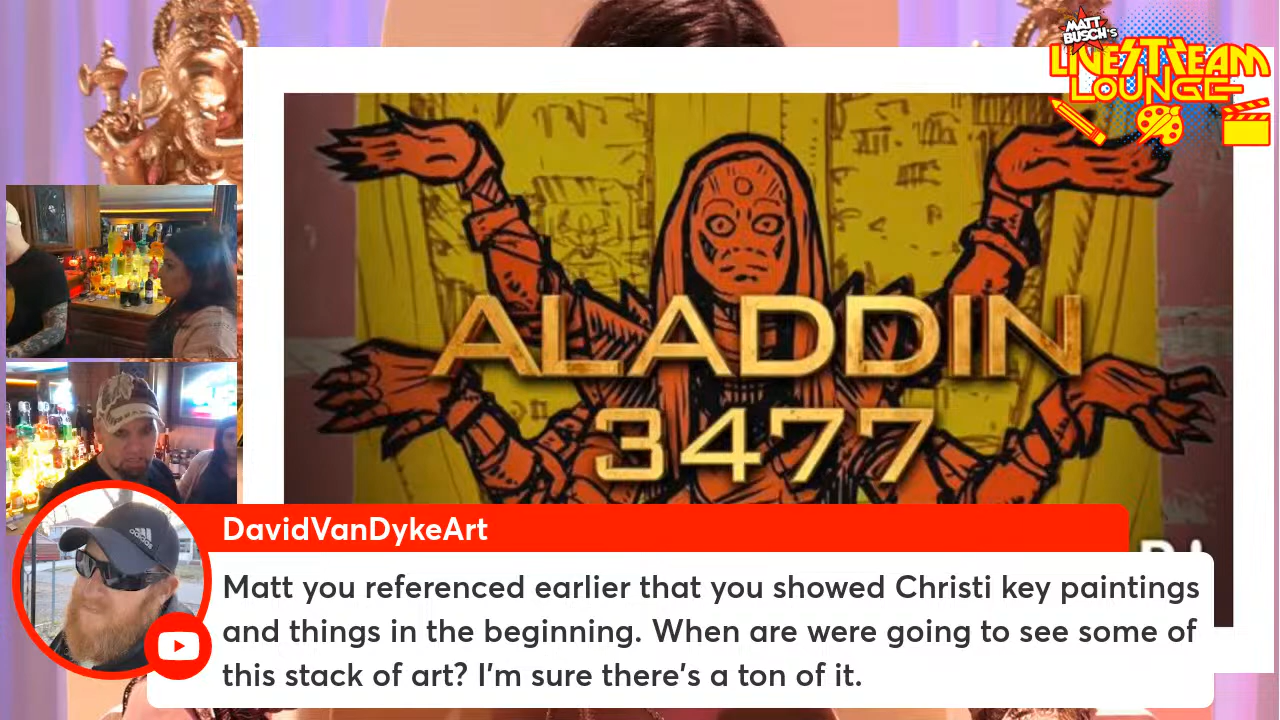 MATT
BUSCH'S
LIVESTREAM
LOUNGE
ALADDIN
3477
DavidVanDykeArt
Matt you referenced earlier that you showed Christi key paintings
and things in the beginning. When are were going to see some of
this stack of art? I'm sure there's a ton of it.